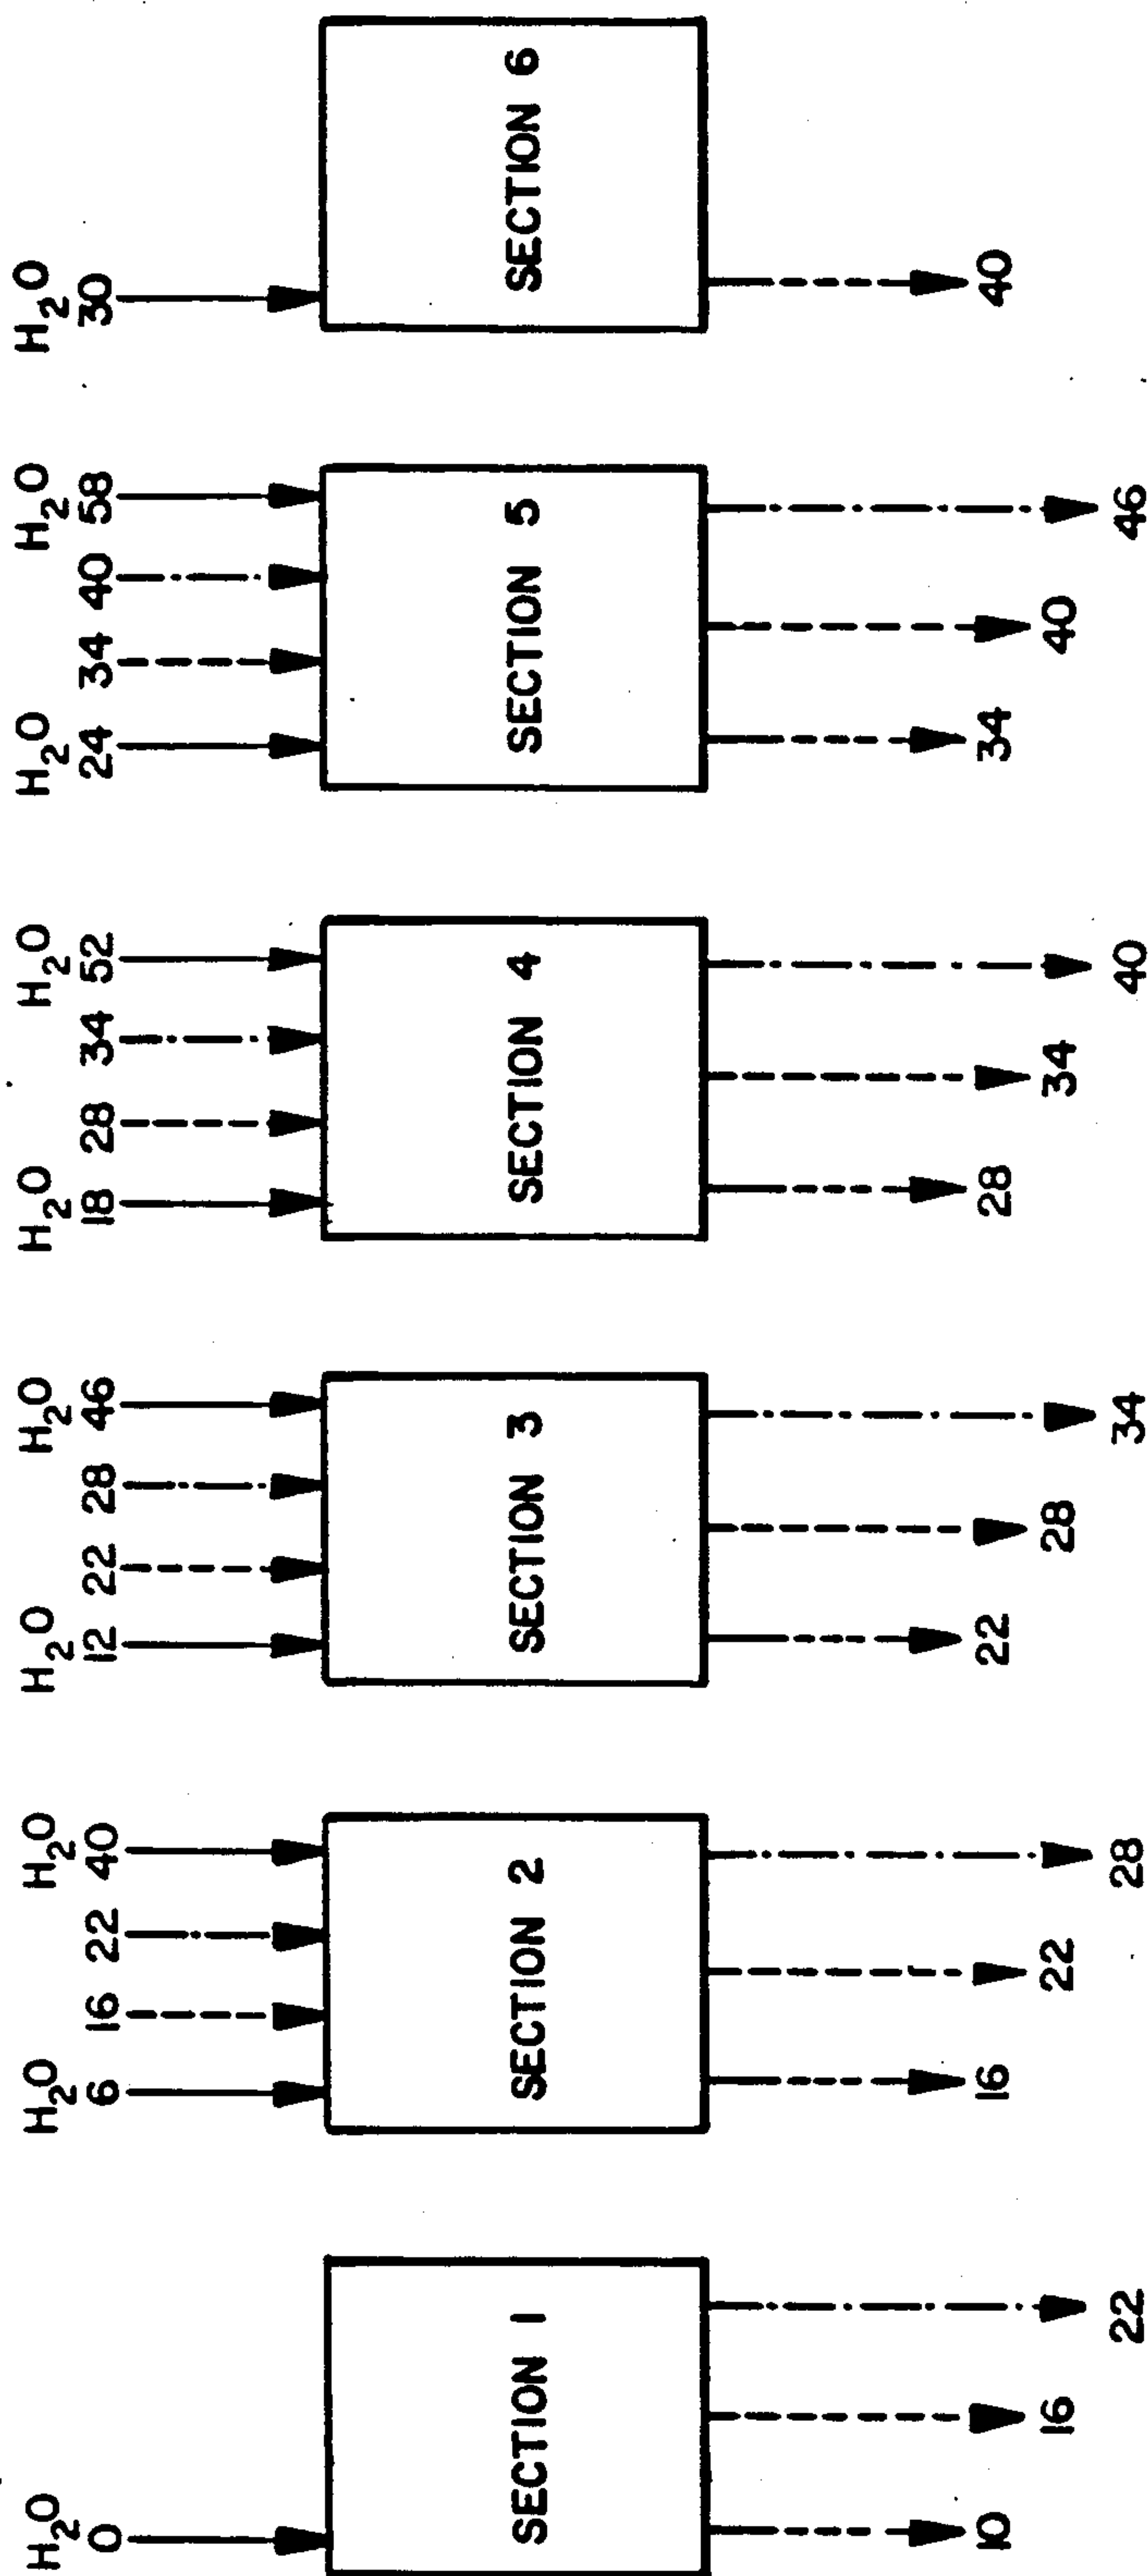 H₂O
0
SECTION 1
10
16
22
H₂O H₂O
6 16 22 40
SECTION 2
16
22
28
H₂O H₂O
12 22 28 46
SECTION 3
22
28
34
H₂O H₂O
18 28 34 52
SECTION 4
28
34
40
H₂O H₂O
24 34 40 58
SECTION 5
34
40
46
H₂O
30
SECTION 6
40